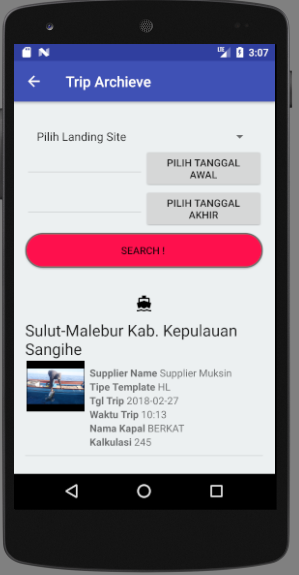 3:07
Trip Archieve
Pilih Landing Site
PILIH TANGGAL
AWAL
PILIH TANGGAL
AKHIR
SEARCH !
Sulut-Malebur Kab. Kepulauan
Sangihe
Supplier Name Supplier Muksin
Tipe Template HL
Tgl Trip 2018-02-27
Waktu Trip 10:13
Nama Kapal BERKAT
Kalkulasi 245